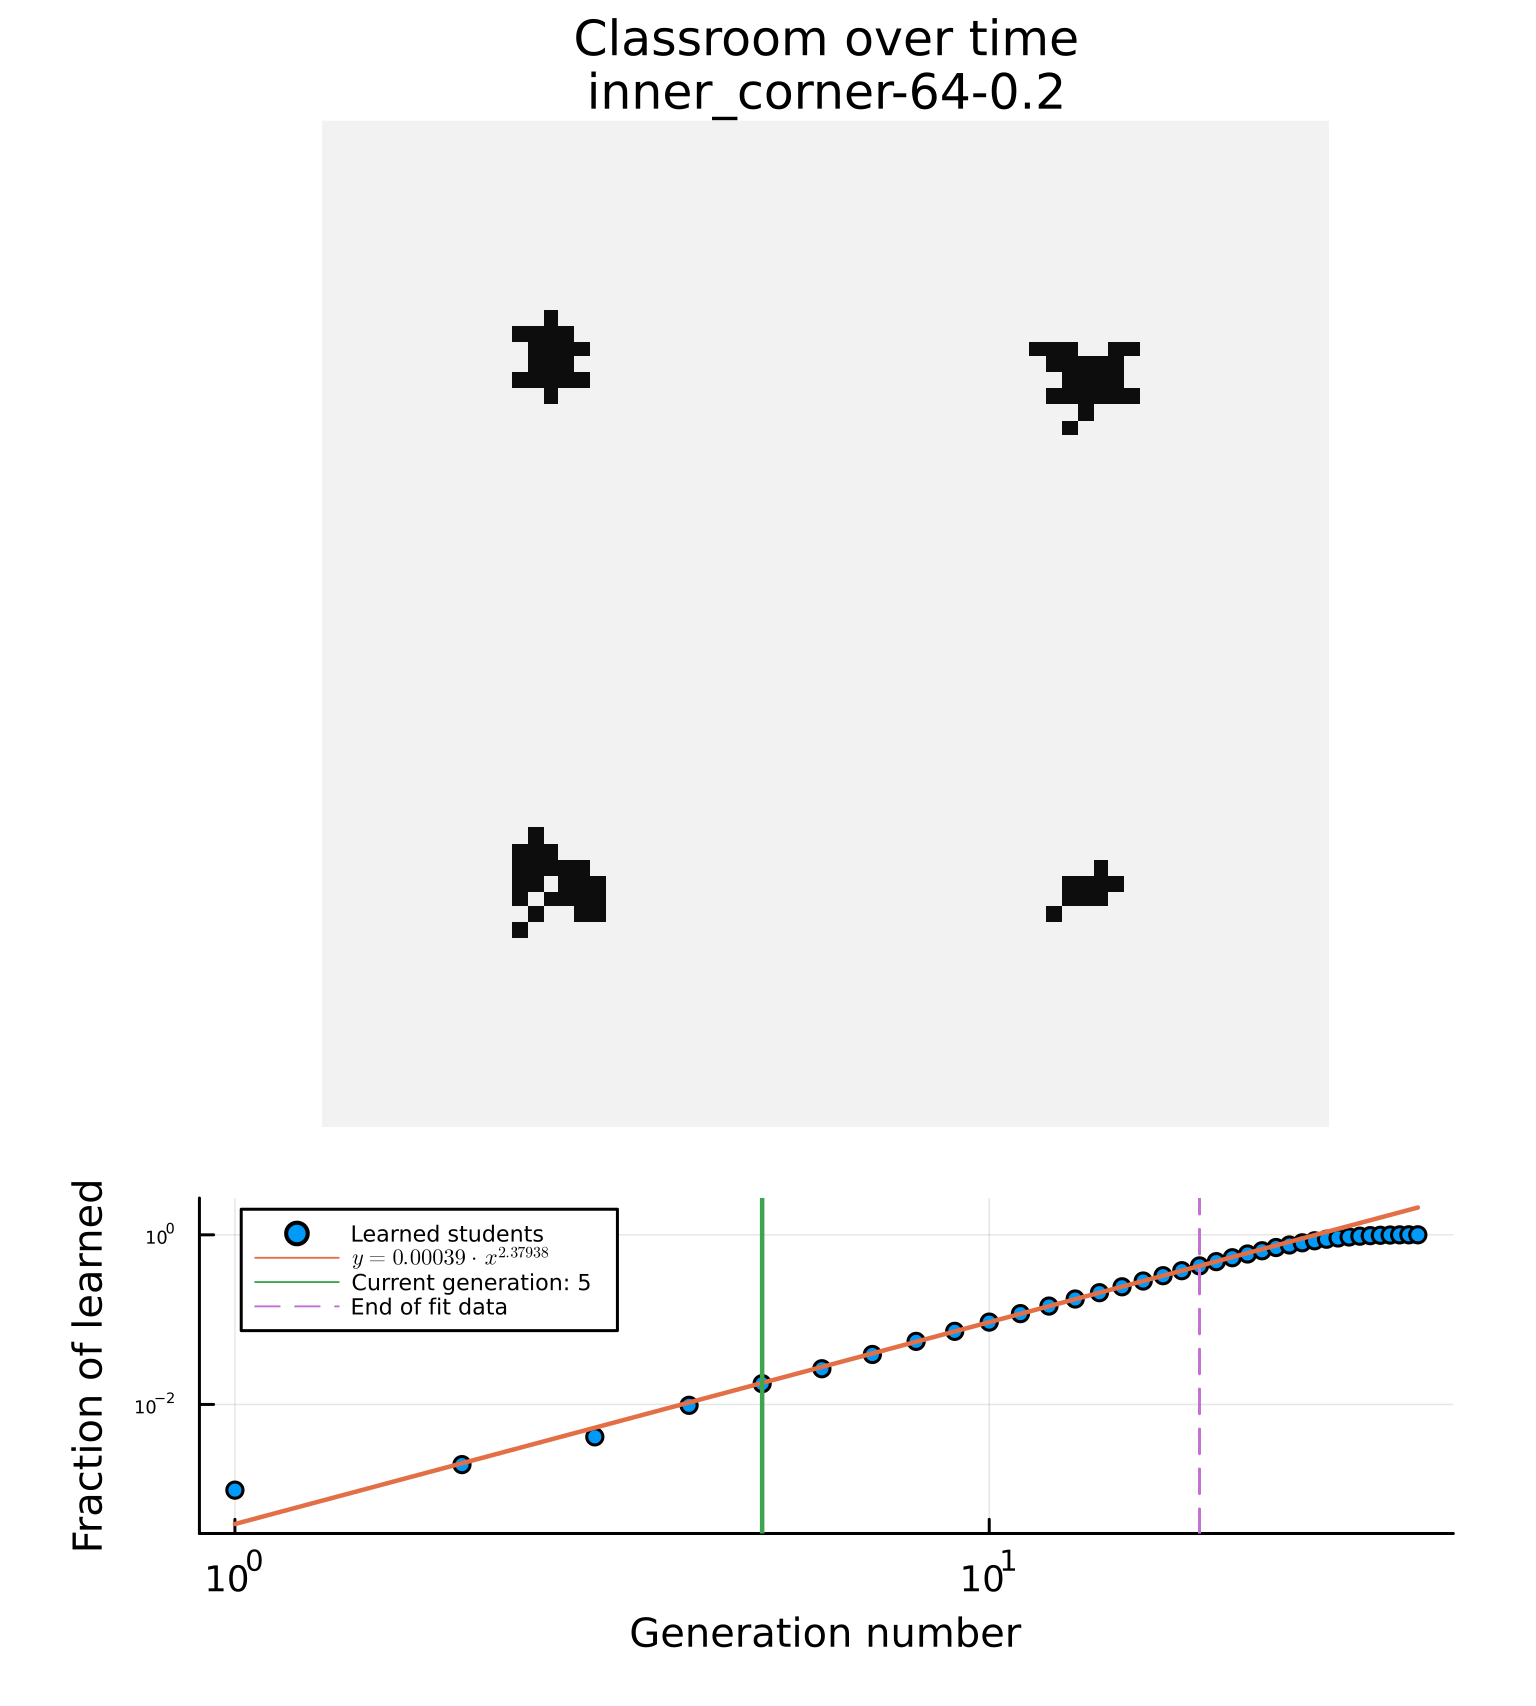 Classroom over time
inner_corner-64-0.2
Fraction of learned
10^0
10^−2
Learned students
y = 0.00039 · x^2.37938
Current generation: 5
End of fit data
10^0
10^1
Generation number